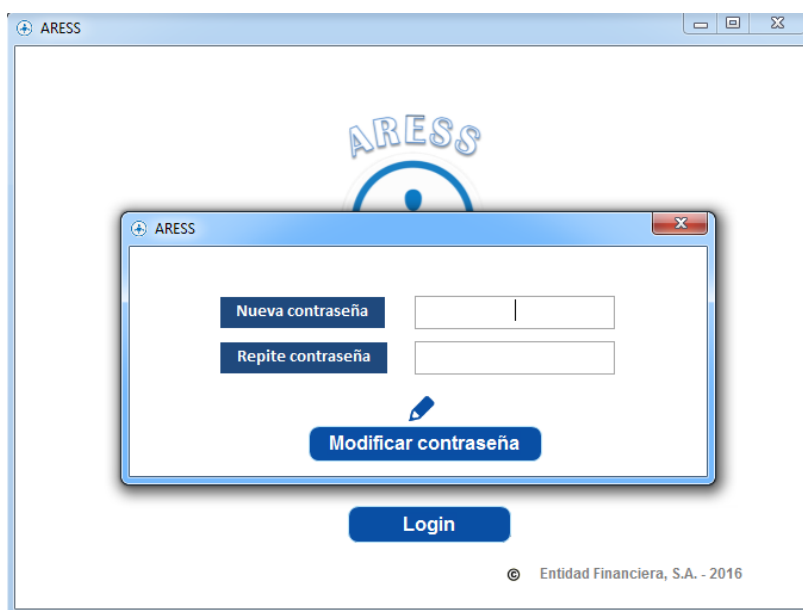 ARESS
ARESS
ARESS
Nueva contraseña
Repite contraseña
Modificar contraseña
Login
© Entidad Financiera, S.A. - 2016